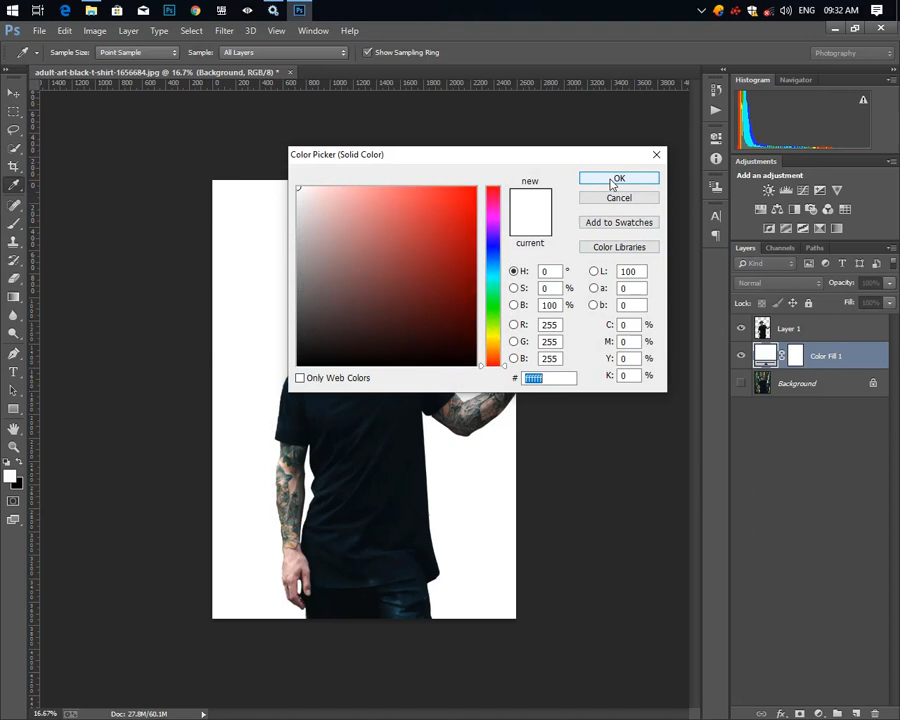 ENG 09:32 AM
Ps File Edit Image Layer Type Select Filter 3D View Window Help
Sample Size: Point Sample Sample: All Layers Show Sampling Ring Photography
adult-art-black-t-shirt-1656684.jpg @ 16.7% (Background, RGB/8) *
Histogram Navigator
Color Picker (Solid Color)
new
current
OK
Cancel
Add to Swatches
Color Libraries
H: 0 °
S: 0 %
B: 100 %
R: 255
G: 255
B: 255
L: 100
a: 0
b: 0
C: 0 %
M: 0 %
Y: 0 %
K: 0 %
Only Web Colors
# ffffff
Adjustments
Add an adjustment
Layers Channels Paths
Kind
Normal Opacity: 100%
Lock: Fill: 100%
Layer 1
Color Fill 1
Background
16.67% Doc: 27.8M/60.1M